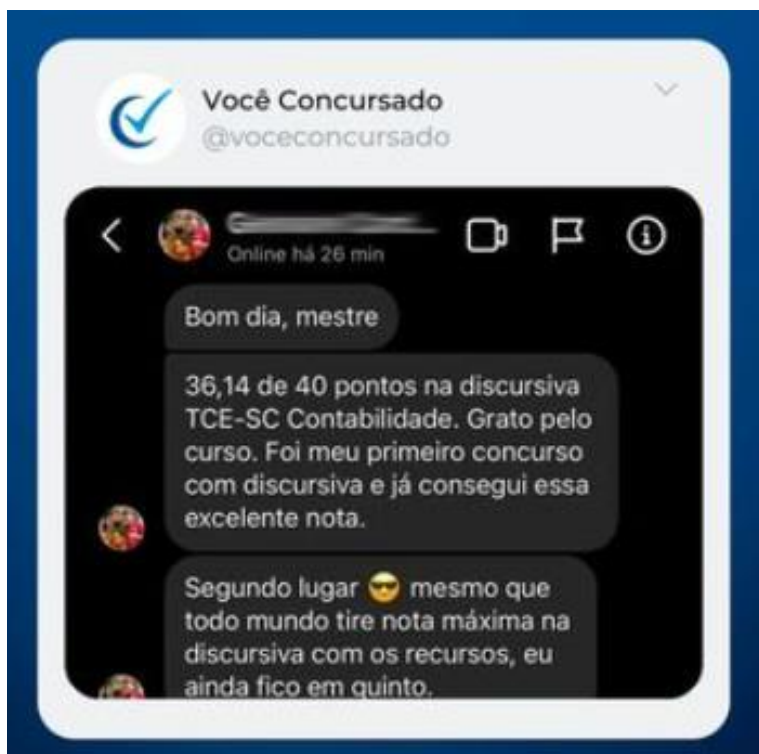 Você Concursado
@voceconcursado
Online há 26 min
Bom dia, mestre
36,14 de 40 pontos na discursiva
TCE-SC Contabilidade. Grato pelo
curso. Foi meu primeiro concurso
com discursiva e já consegui essa
excelente nota.
Segundo lugar 😎 mesmo que
todo mundo tire nota máxima na
discursiva com os recursos, eu
ainda fico em quinto.